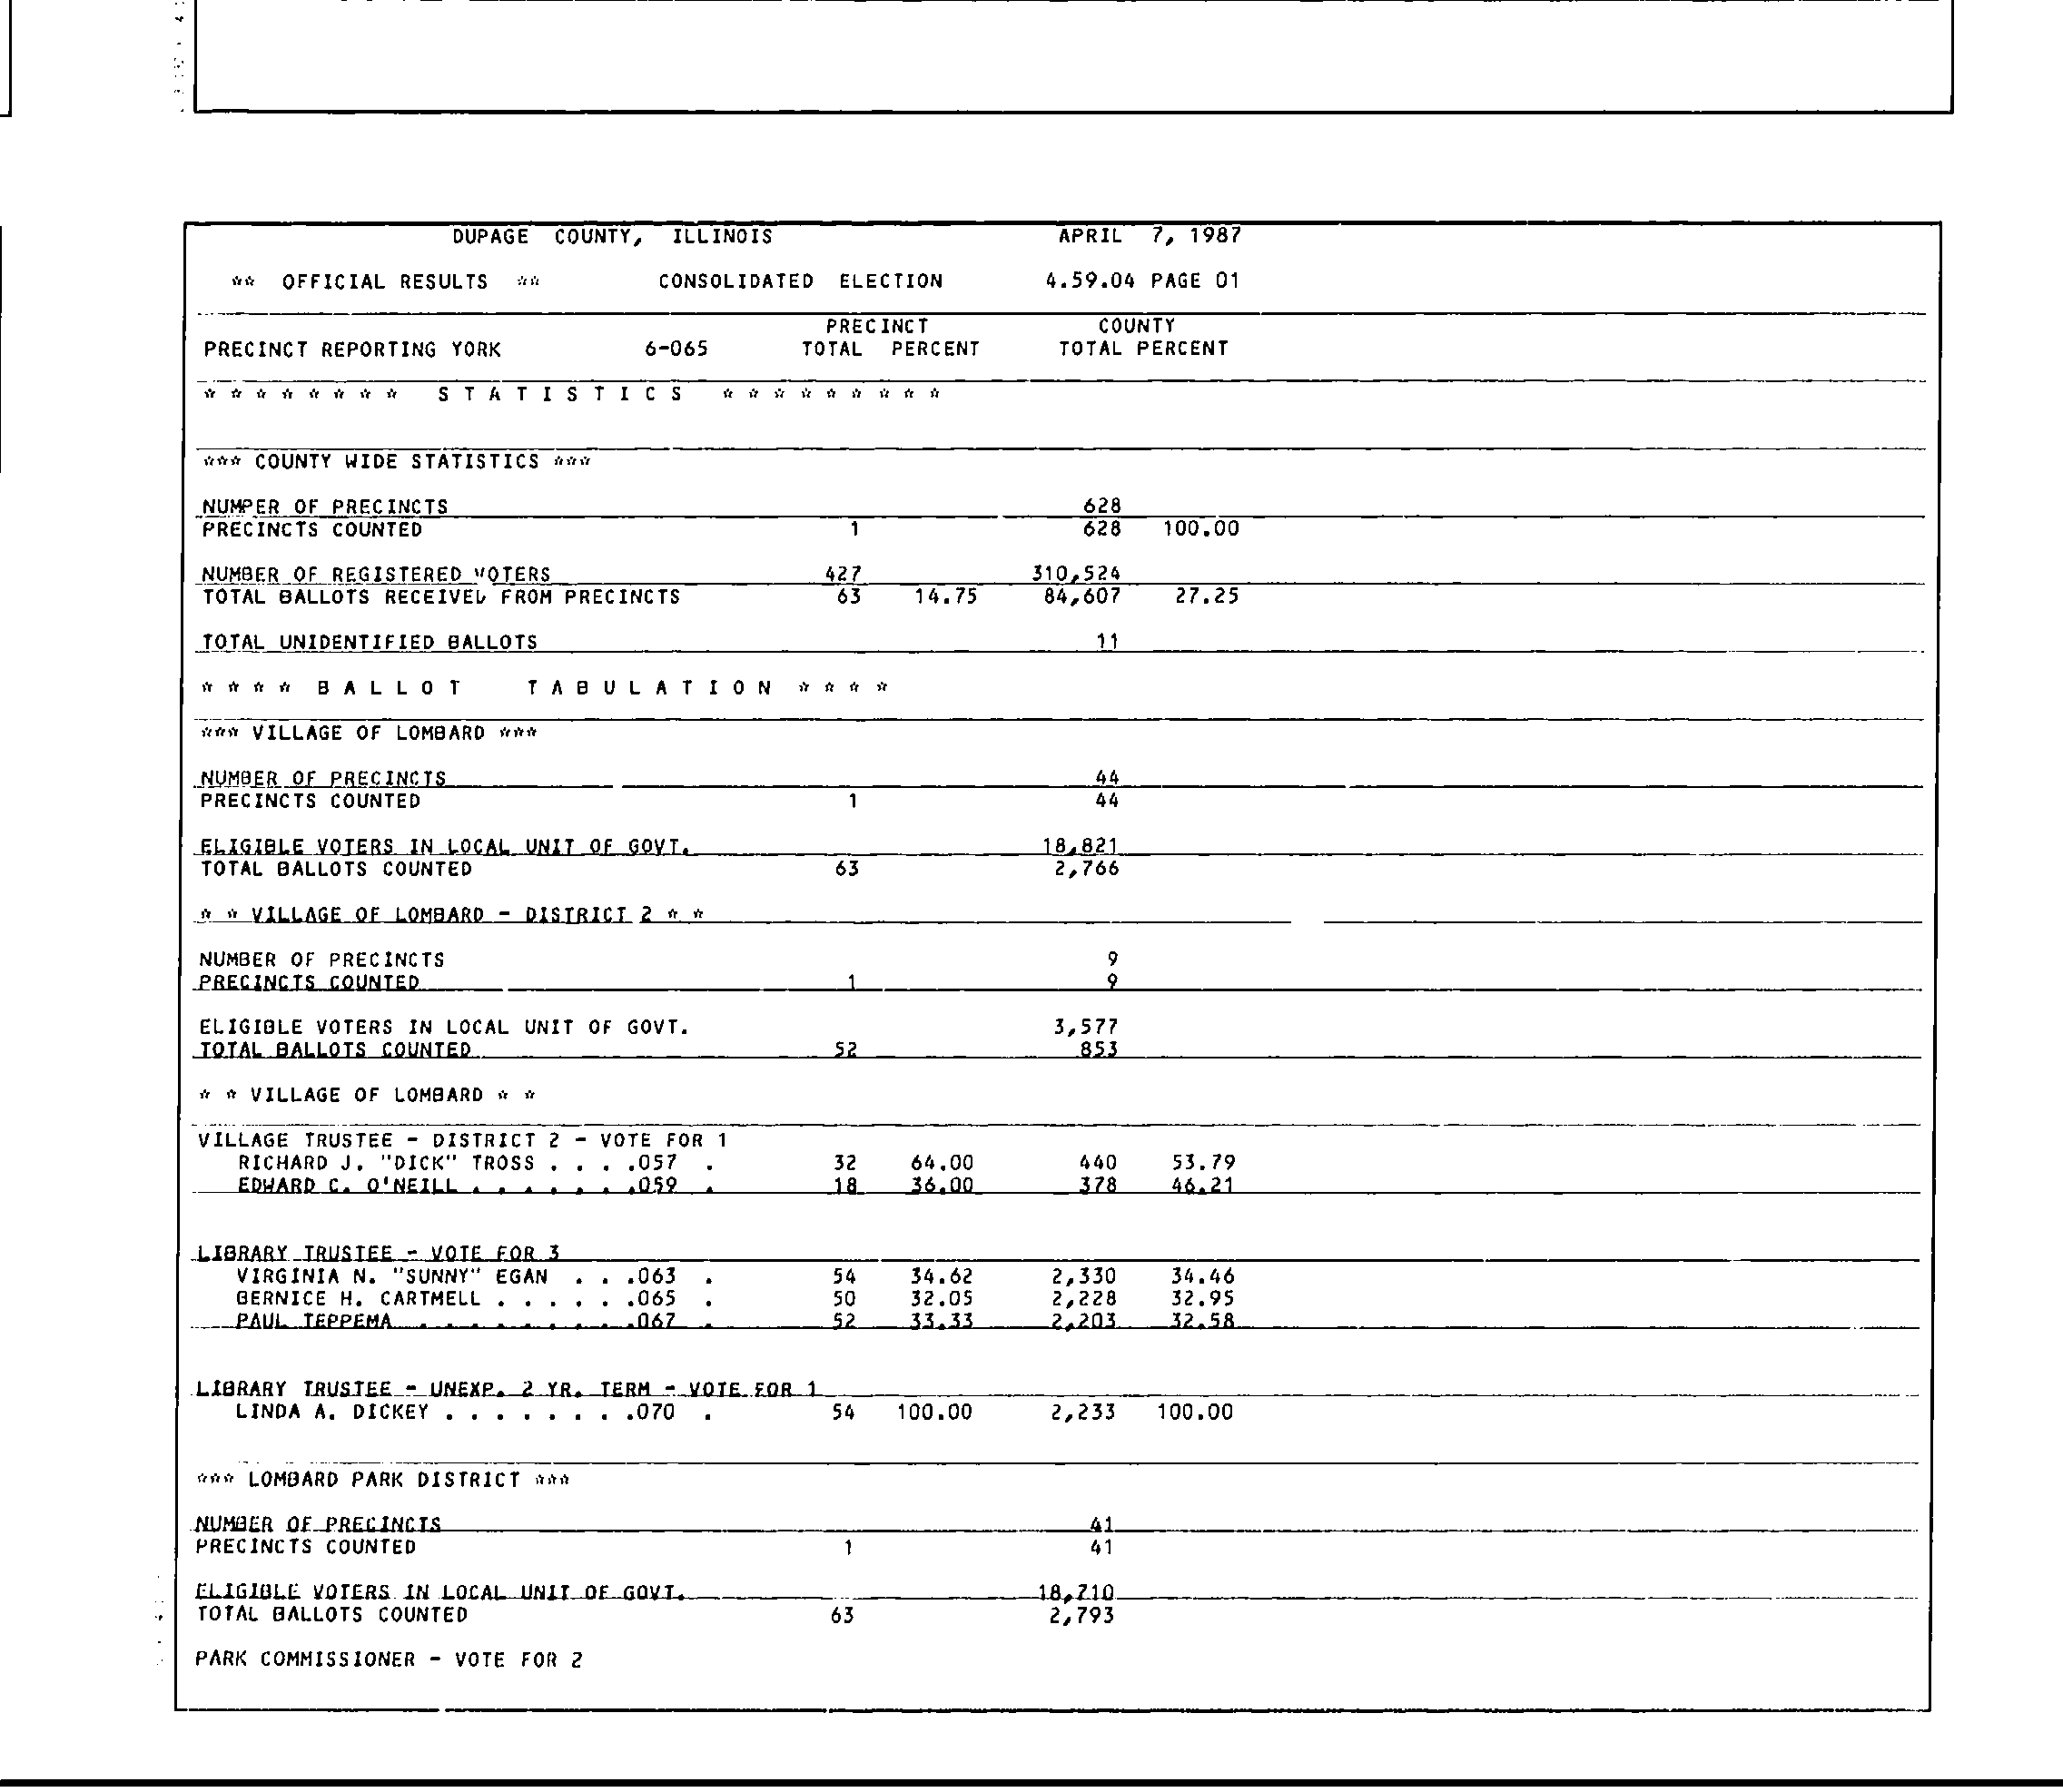 DUPAGE COUNTY, ILLINOIS APRIL 7, 1987
** OFFICIAL RESULTS ** CONSOLIDATED ELECTION 4.59.04 PAGE 01
PRECINCT COUNTY
PRECINCT REPORTING YORK 6-065 TOTAL PERCENT TOTAL PERCENT
* * * * * * * * S T A T I S T I C S * * * * * * * * *
*** COUNTY WIDE STATISTICS ***
NUMPER OF PRECINCTS 628
PRECINCTS COUNTED 1 628 100.00
NUMBER OF REGISTERED VOTERS 427 310,524
TOTAL BALLOTS RECEIVED FROM PRECINCTS 63 14.75 84,607 27.25
TOTAL UNIDENTIFIED BALLOTS 11
* * * * B A L L O T T A B U L A T I O N * * * *
*** VILLAGE OF LOMBARD ***
NUMBER OF PRECINCTS 44
PRECINCTS COUNTED 1 44
ELIGIBLE VOTERS IN LOCAL UNIT OF GOVT. 18,821
TOTAL BALLOTS COUNTED 63 2,766
* * VILLAGE OF LOMBARD - DISTRICT 2 * *
NUMBER OF PRECINCTS 9
PRECINCTS COUNTED 1 9
ELIGIBLE VOTERS IN LOCAL UNIT OF GOVT. 3,577
TOTAL BALLOTS COUNTED 52 853
* * VILLAGE OF LOMBARD * *
VILLAGE TRUSTEE - DISTRICT 2 - VOTE FOR 1
RICHARD J. "DICK" TROSS . . . .057 . 32 64.00 440 53.79
EDWARD C. O'NEILL . . . . . . .059 . 18 36.00 378 46.21
LIBRARY TRUSTEE - VOTE FOR 3
VIRGINIA N. "SUNNY" EGAN . . .063 . 54 34.62 2,330 34.46
BERNICE H. CARTMELL . . . . . .065 . 50 32.05 2,228 32.95
PAUL TEPPEMA . . . . . . . . .067 . 52 33.33 2,203 32.58
LIBRARY TRUSTEE - UNEXP. 2 YR. TERM - VOTE FOR 1
LINDA A. DICKEY . . . . . . . .070 . 54 100.00 2,233 100.00
*** LOMBARD PARK DISTRICT ***
NUMBER OF PRECINCTS 41
PRECINCTS COUNTED 1 41
ELIGIBLE VOTERS IN LOCAL UNIT OF GOVT. 18,710
TOTAL BALLOTS COUNTED 63 2,793
PARK COMMISSIONER - VOTE FOR 2